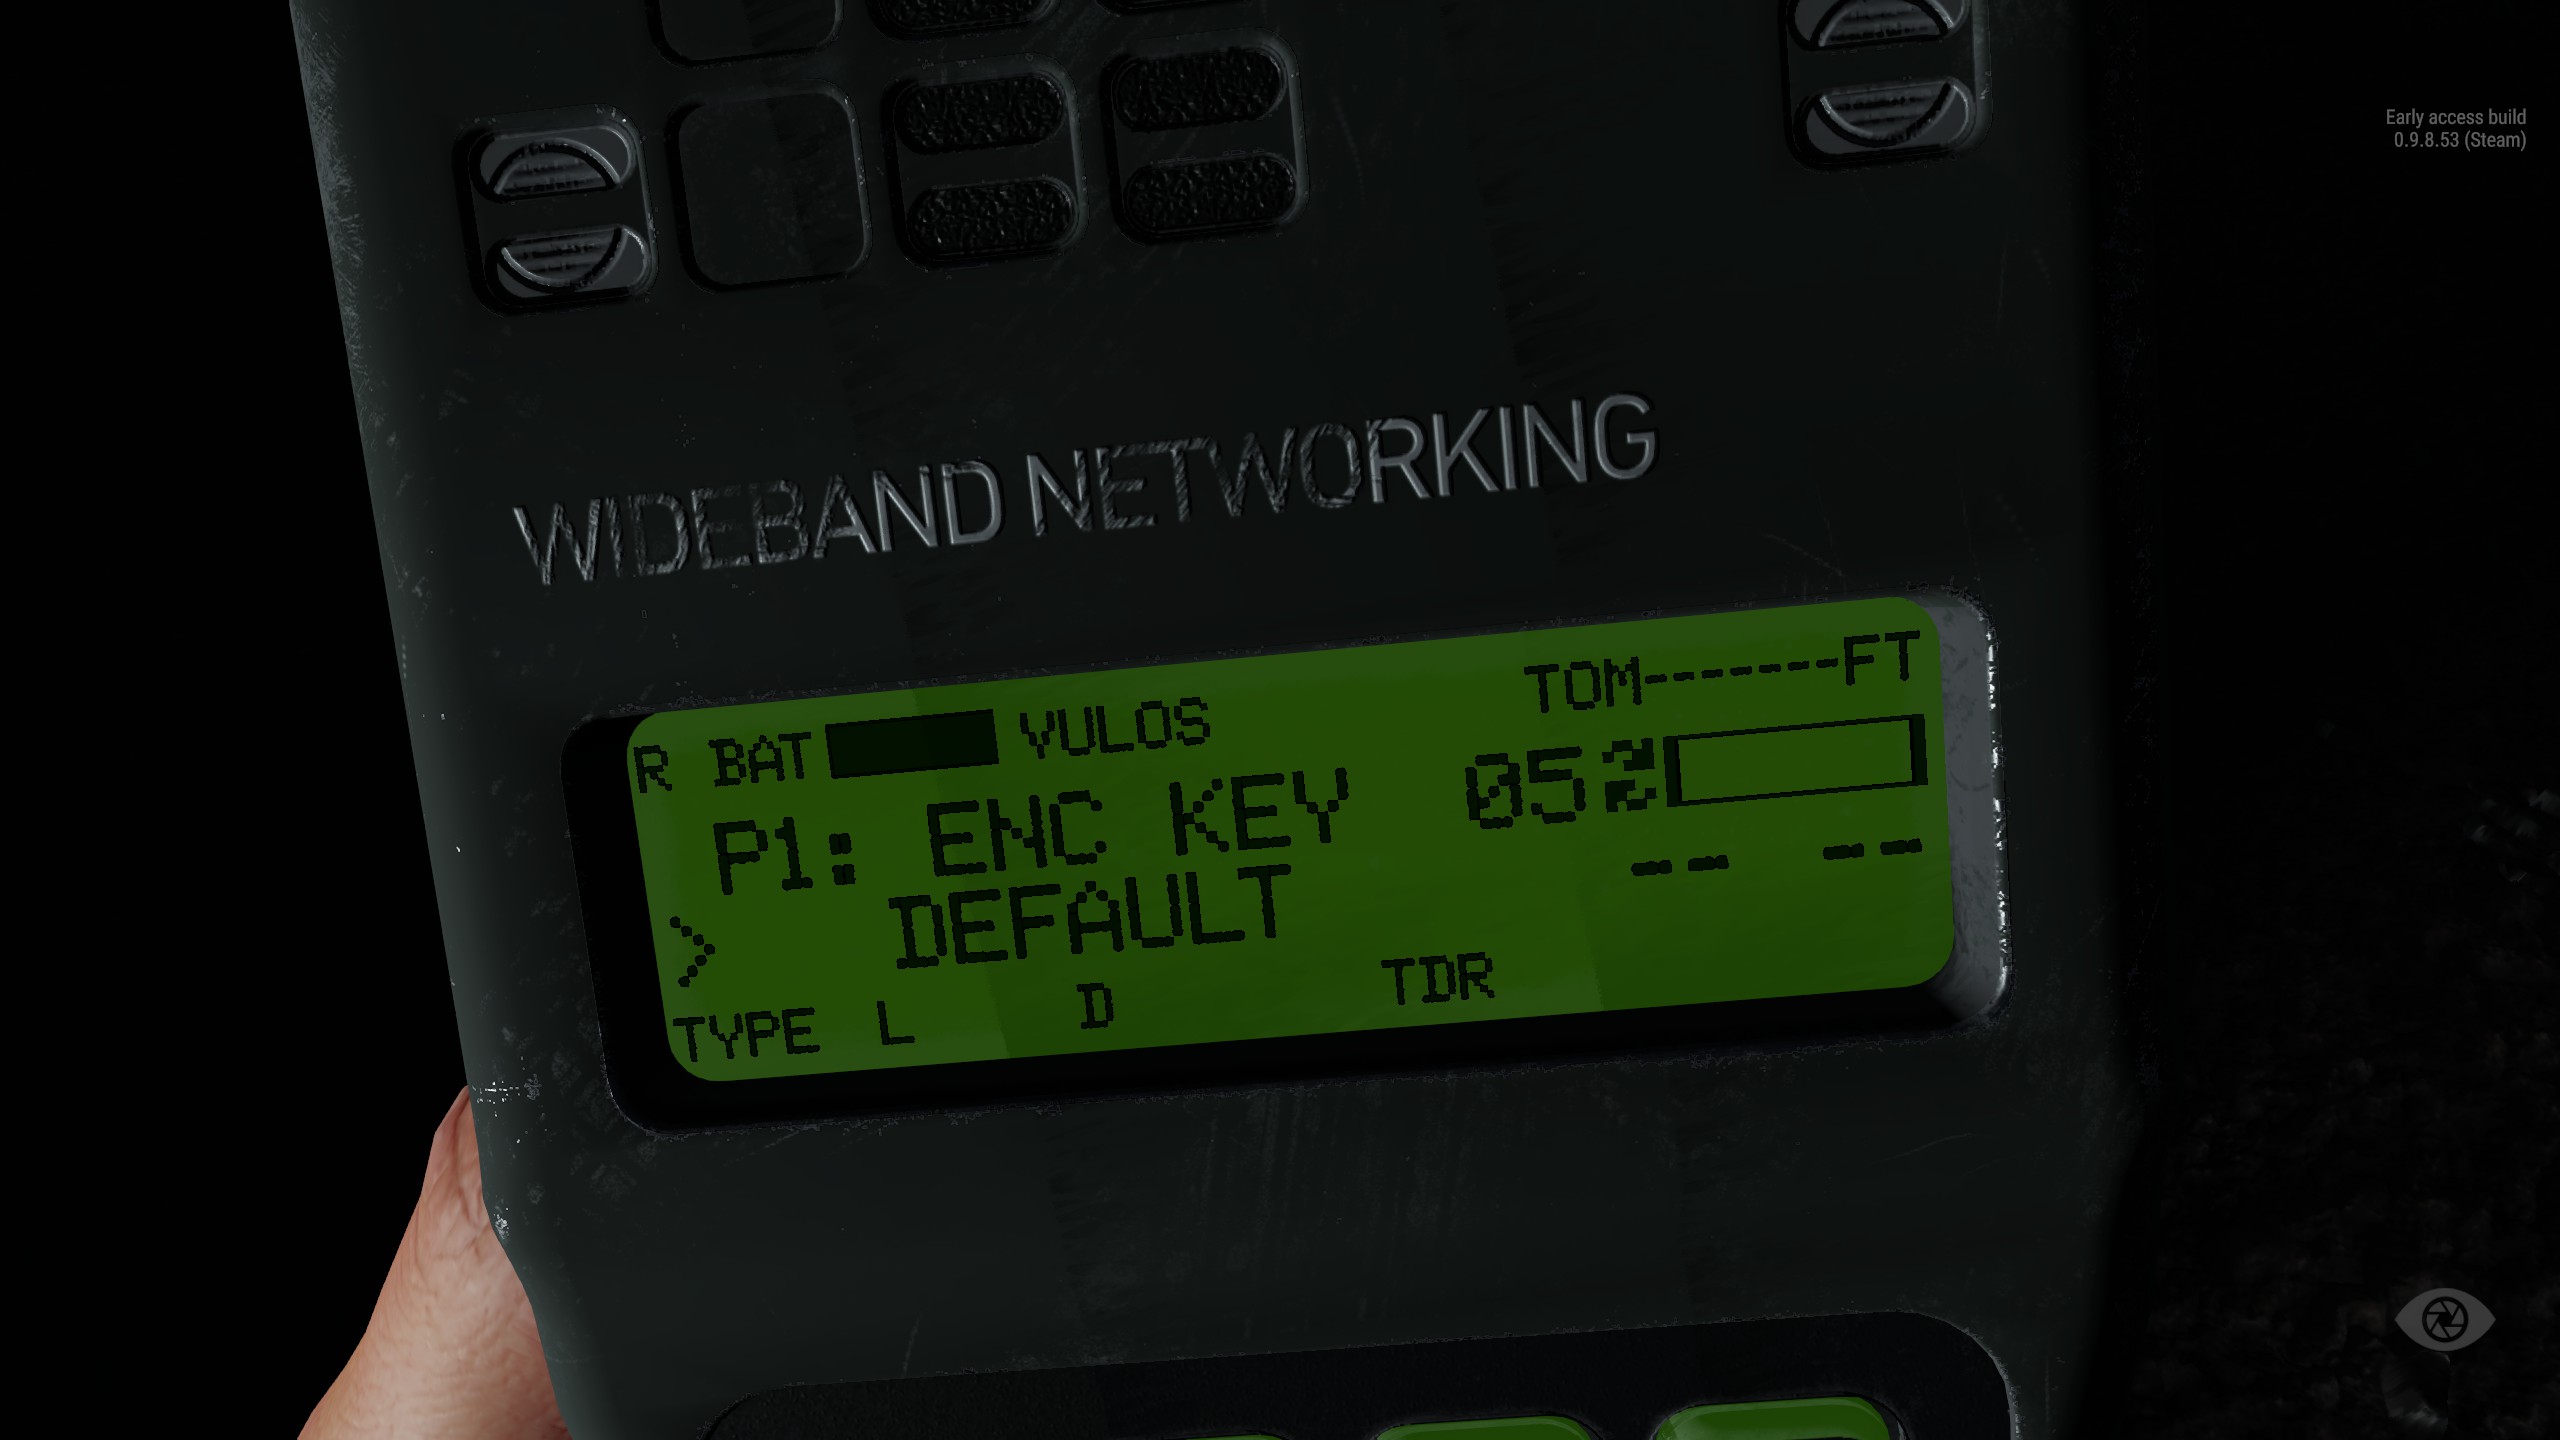 Early access build
0.9.8.53 (Steam)
WIDEBAND NETWORKING
R BAT VULOS TOM-------FT
P1: ENC KEY 052
-- --
> DEFAULT
TYPE L D TDR